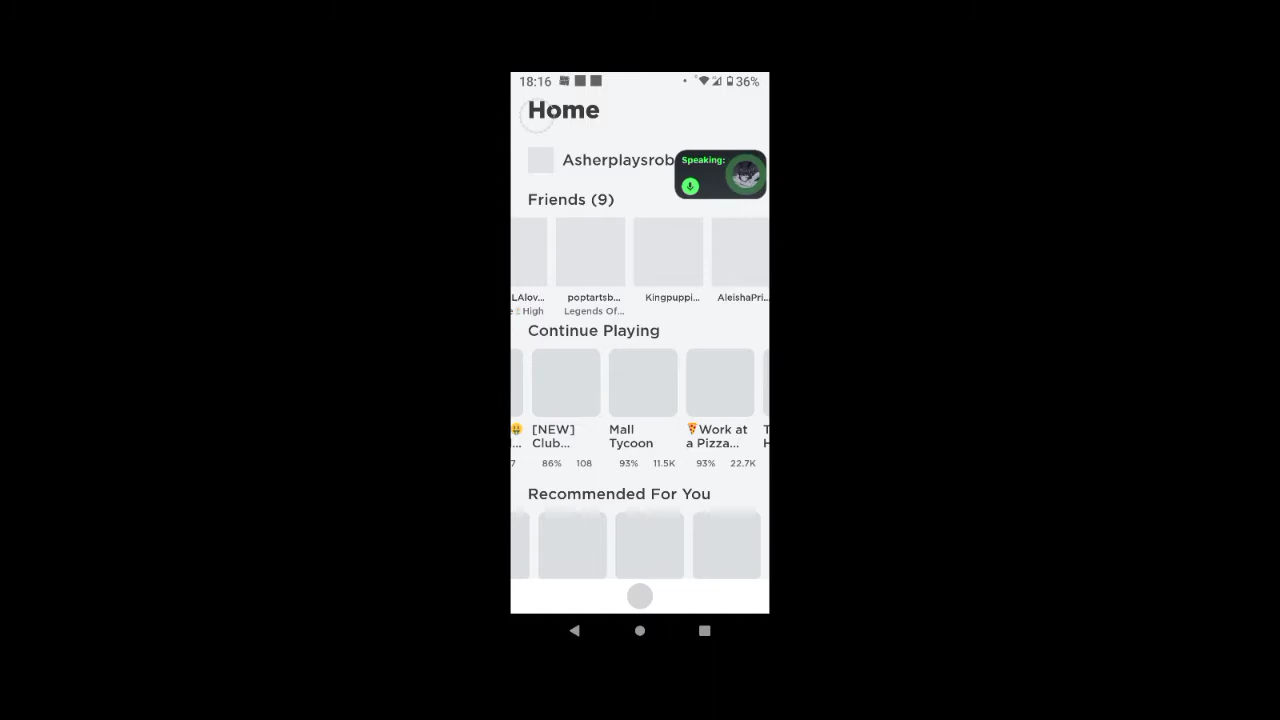 18:16
36%
Home
Asherplaysrob
Speaking:
Friends (9)
LAlov... poptartsb... Kingpuppi... AleishaPri...
High Legends Of...
Continue Playing
[NEW] Mall 🍕Work at
Club... Tycoon a Pizza...
86% 108 93% 11.5K 93% 22.7K
Recommended For You